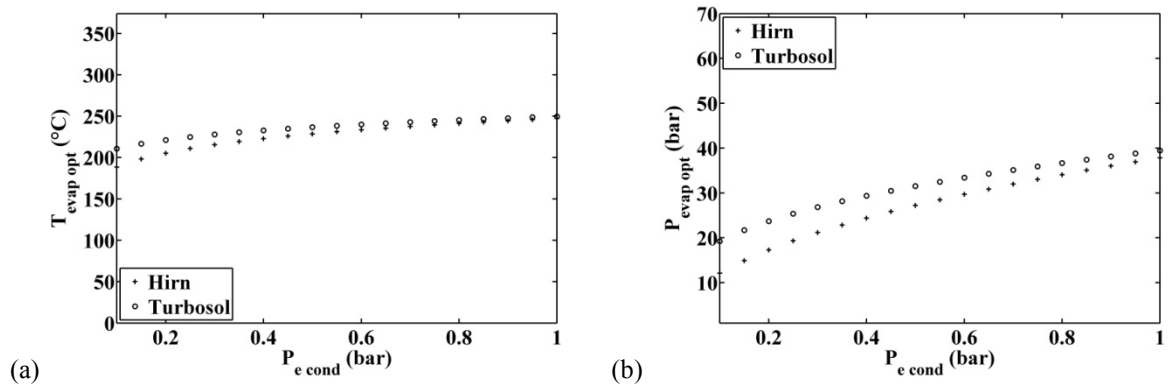 (a)
T evap opt (°C)
350
300
250
200
150
100
50
0
+ Hirn
o Turbosol
0.2 0.4 0.6 0.8 1
P e cond (bar)
(b)
P evap opt (bar)
70
60
50
40
30
20
10
+ Hirn
o Turbosol
0.2 0.4 0.6 0.8 1
P e cond (bar)